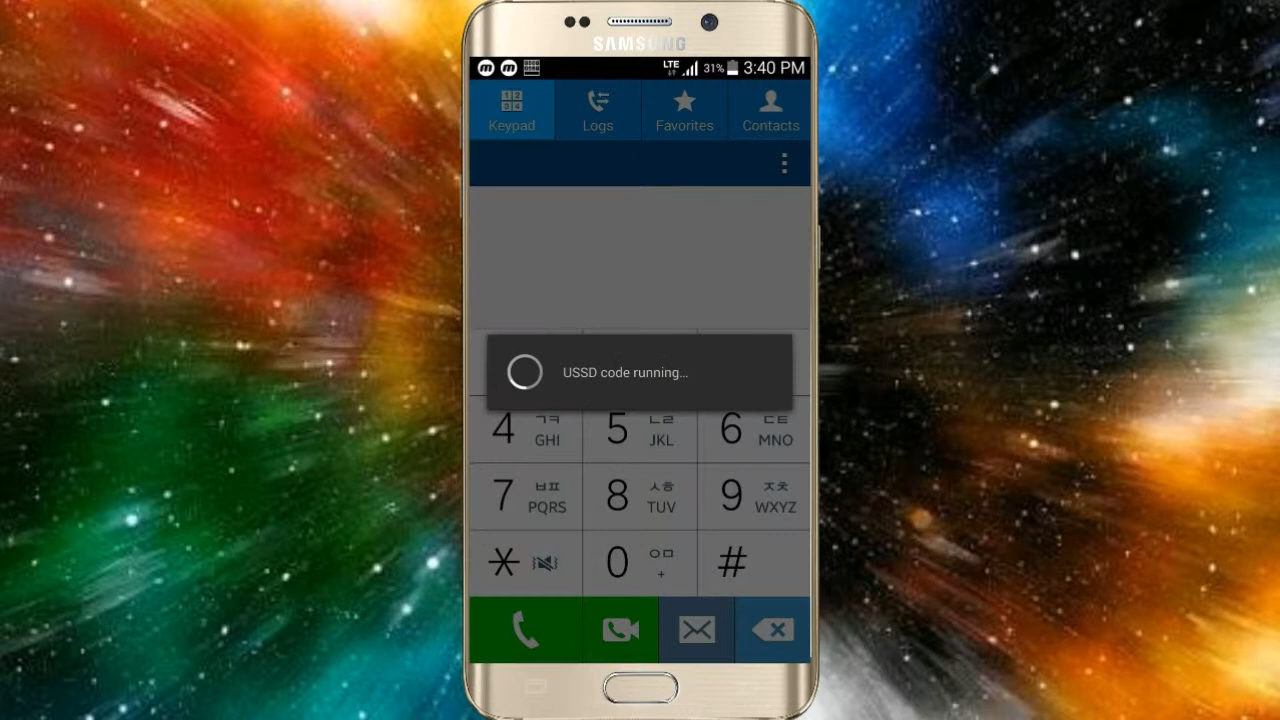 SAMSUNG
LTE 31% 3:40 PM
Keypad Logs Favorites Contacts
USSD code running...
4 ㄱㅋ GHI 5 ㄴㄹ JKL 6 ㄷㅌ MNO
7 ㅂㅍ PQRS 8 ㅅㅎ TUV 9 ㅈㅊ WXYZ
* 0 ㅇㅁ + #